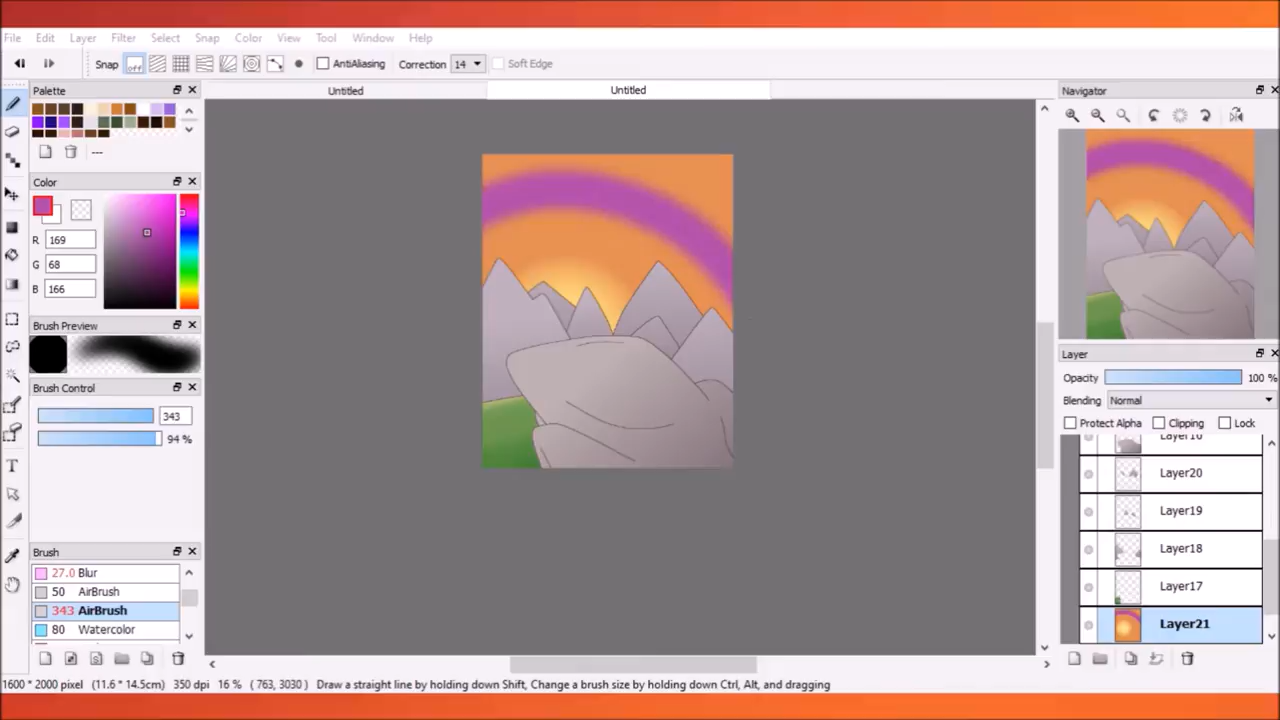 File Edit Layer Filter Select Snap Color View Tool Window Help
Snap off AntiAliasing Correction 14 Soft Edge
Palette Untitled Untitled Navigator
---
Color
R 169
G 68
B 166
Brush Preview
Layer
Opacity 100 %
Brush Control
Blending Normal
343
Protect Alpha Clipping Lock
94 %
Layer20
Layer19
Layer18
Brush
27.0 Blur
50 AirBrush
Layer17
343 AirBrush
Layer21
80 Watercolor
1600 * 2000 pixel (11.6 * 14.5cm) 350 dpi 16 % ( 763, 3030) Draw a straight line by holding down Shift, Change a brush size by holding down Ctrl, Alt, and dragging